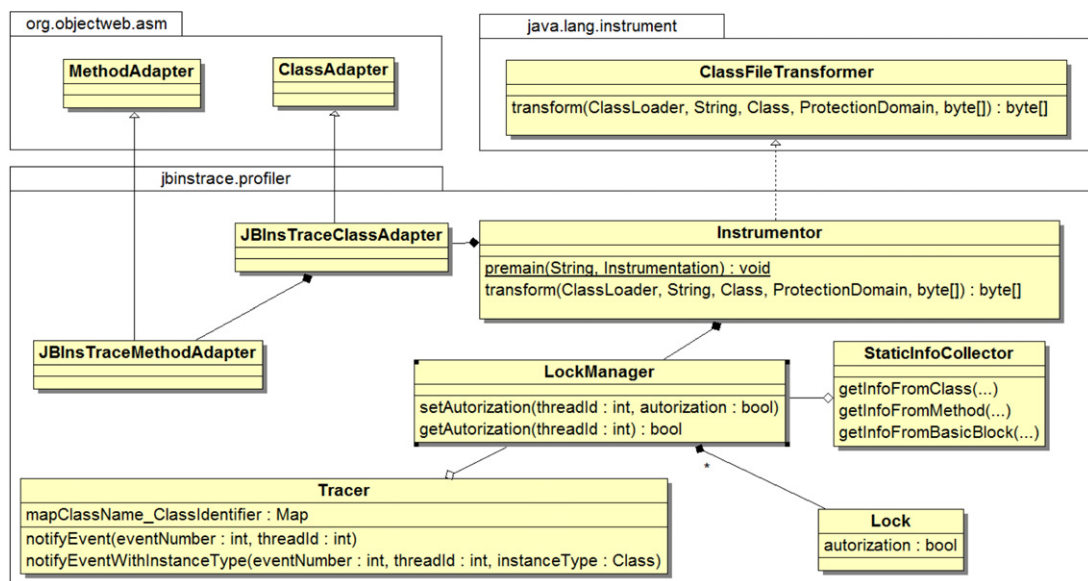 org.objectweb.asm
java.lang.instrument
MethodAdapter
ClassAdapter
ClassFileTransformer
transform(ClassLoader, String, Class, ProtectionDomain, byte[]) : byte[]
jbinstrace.profiler
JBInsTraceClassAdapter
Instrumentor
premain(String, Instrumentation) : void
transform(ClassLoader, String, Class, ProtectionDomain, byte[]) : byte[]
JBInsTraceMethodAdapter
LockManager
setAutorization(threadId : int, autorization : bool)
getAutorization(threadId : int) : bool
StaticInfoCollector
getInfoFromClass(...)
getInfoFromMethod(...)
getInfoFromBasicBlock(...)
*
Tracer
mapClassName_ClassIdentifier : Map
notifyEvent(eventNumber : int, threadId : int)
notifyEventWithInstanceType(eventNumber : int, threadId : int, instanceType : Class)
Lock
autorization : bool